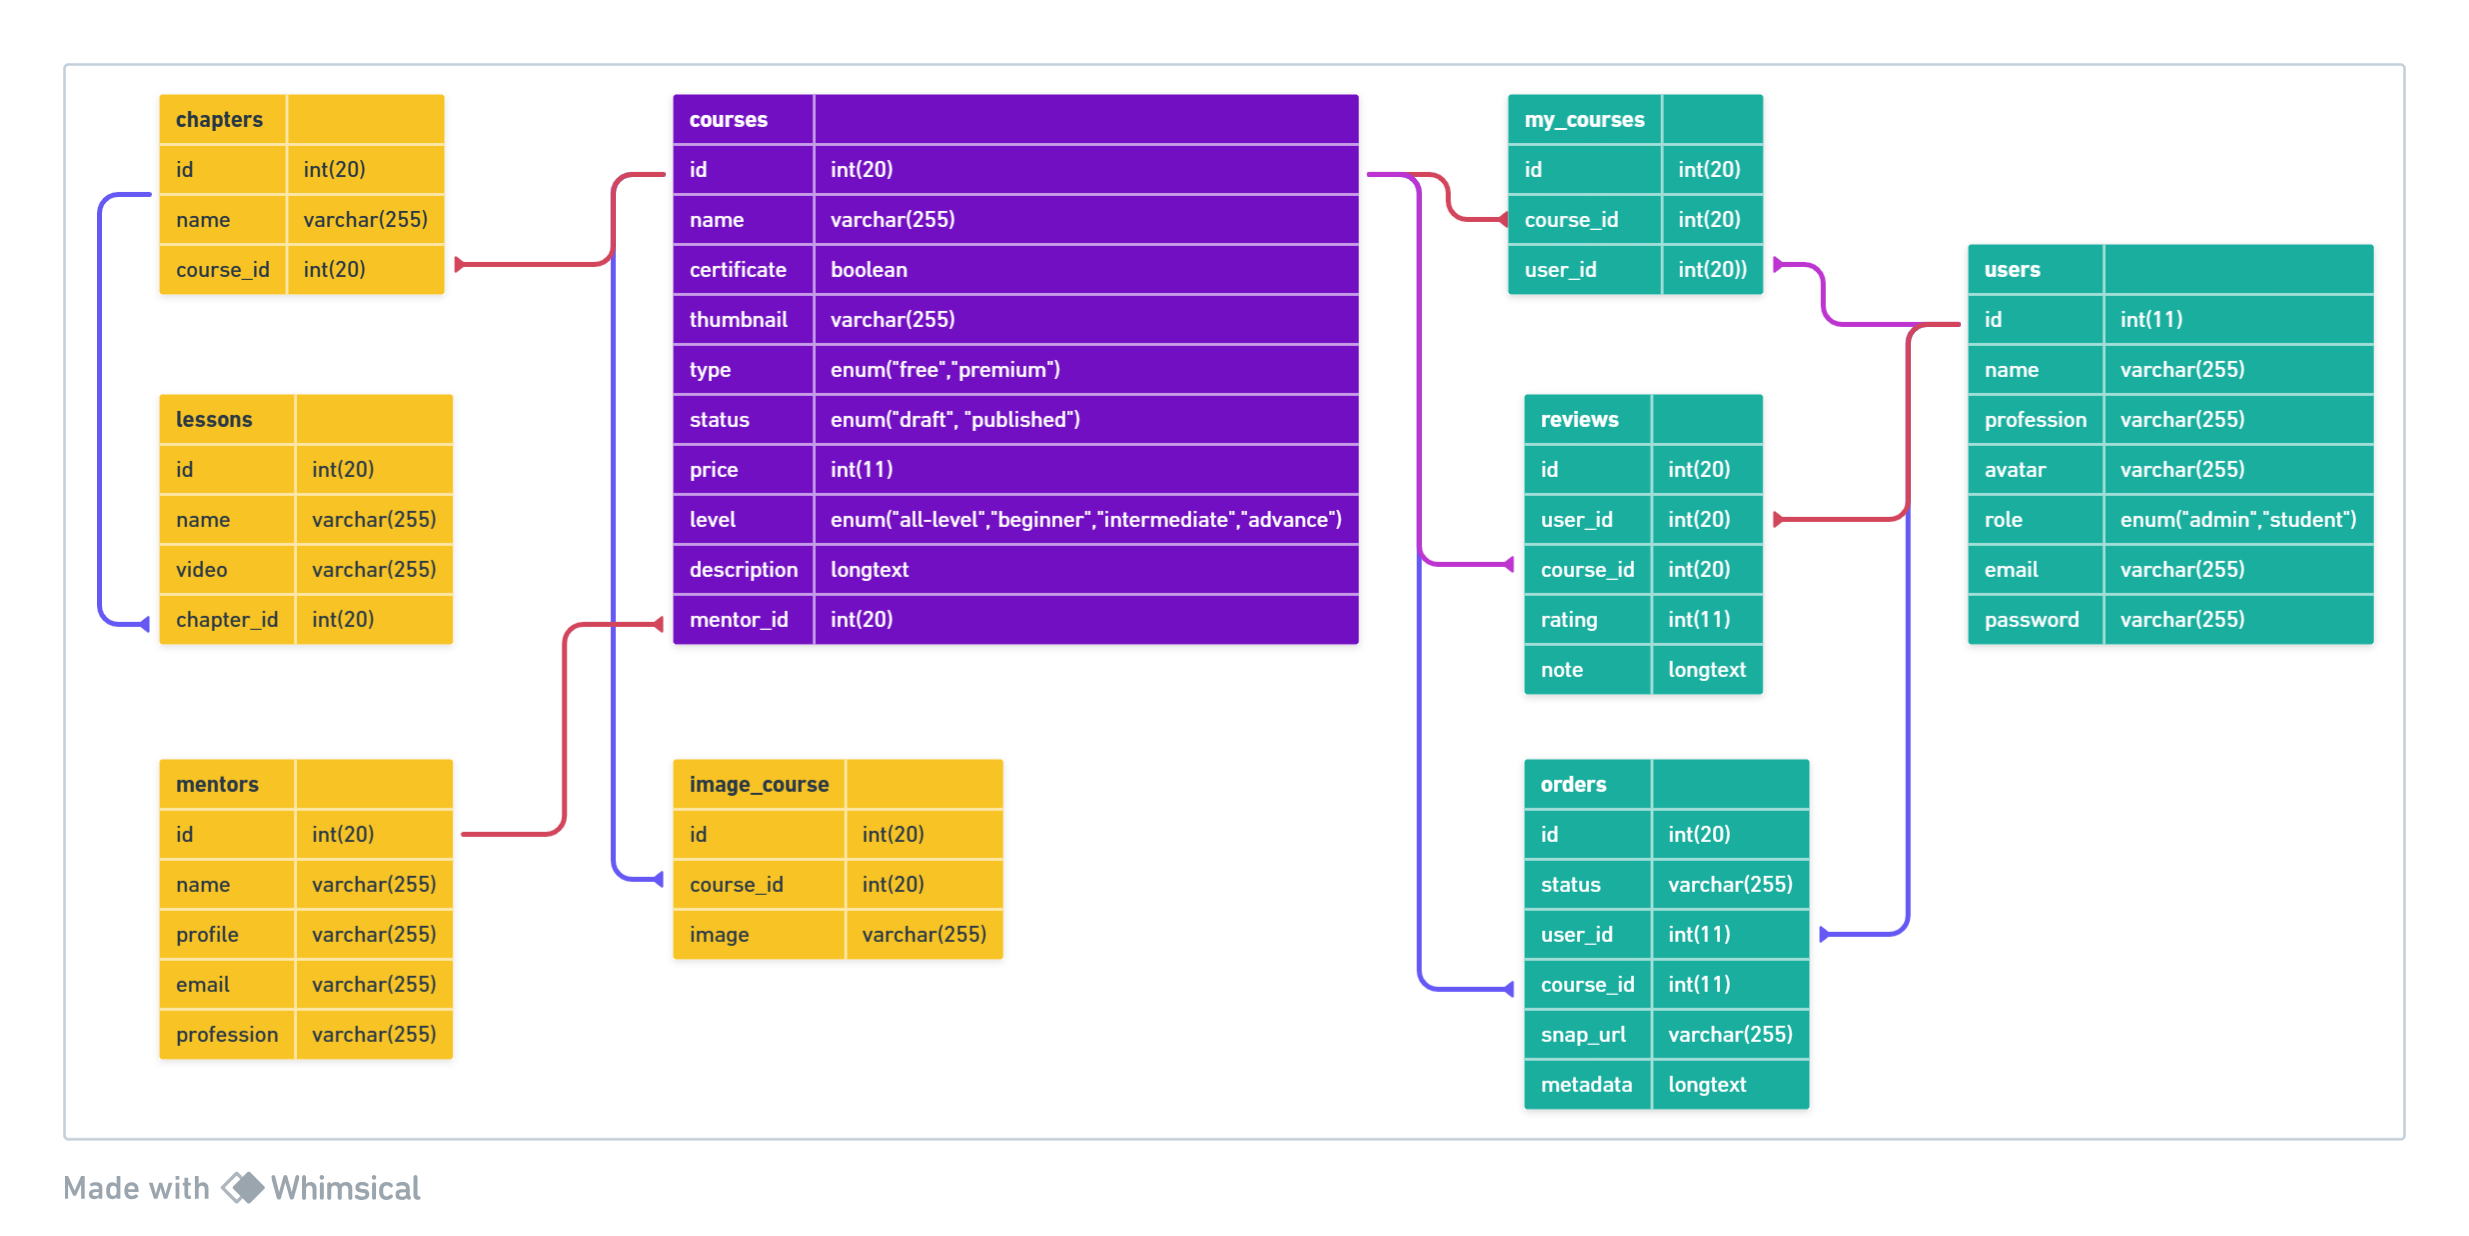 chapters
id int(20)
name varchar(255)
course_id int(20)
lessons
id int(20)
name varchar(255)
video varchar(255)
chapter_id int(20)
mentors
id int(20)
name varchar(255)
profile varchar(255)
email varchar(255)
profession varchar(255)
courses
id int(20)
name varchar(255)
certificate boolean
thumbnail varchar(255)
type enum("free","premium")
status enum("draft", "published")
price int(11)
level enum("all-level","beginner","intermediate","advance")
description longtext
mentor_id int(20)
image_course
id int(20)
course_id int(20)
image varchar(255)
my_courses
id int(20)
course_id int(20)
user_id int(20))
reviews
id int(20)
user_id int(20)
course_id int(20)
rating int(11)
note longtext
orders
id int(20)
status varchar(255)
user_id int(11)
course_id int(11)
snap_url varchar(255)
metadata longtext
users
id int(11)
name varchar(255)
profession varchar(255)
avatar varchar(255)
role enum("admin","student")
email varchar(255)
password varchar(255)
Made with Whimsical